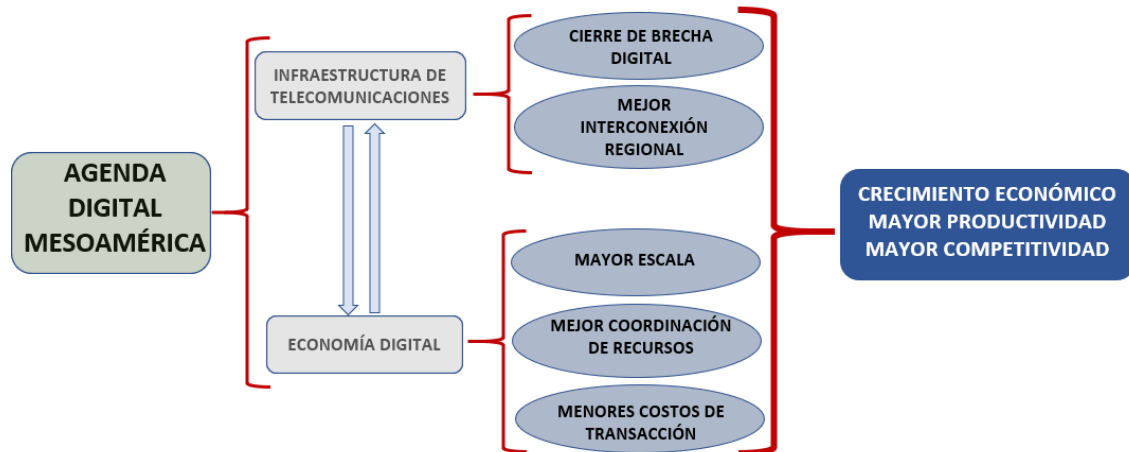 AGENDA
DIGITAL
MESOAMÉRICA
INFRAESTRUCTURA DE
TELECOMUNICACIONES
ECONOMÍA DIGITAL
CIERRE DE BRECHA
DIGITAL
MEJOR
INTERCONEXIÓN
REGIONAL
MAYOR ESCALA
MEJOR COORDINACIÓN
DE RECURSOS
MENORES COSTOS DE
TRANSACCIÓN
CRECIMIENTO ECONÓMICO
MAYOR PRODUCTIVIDAD
MAYOR COMPETITIVIDAD